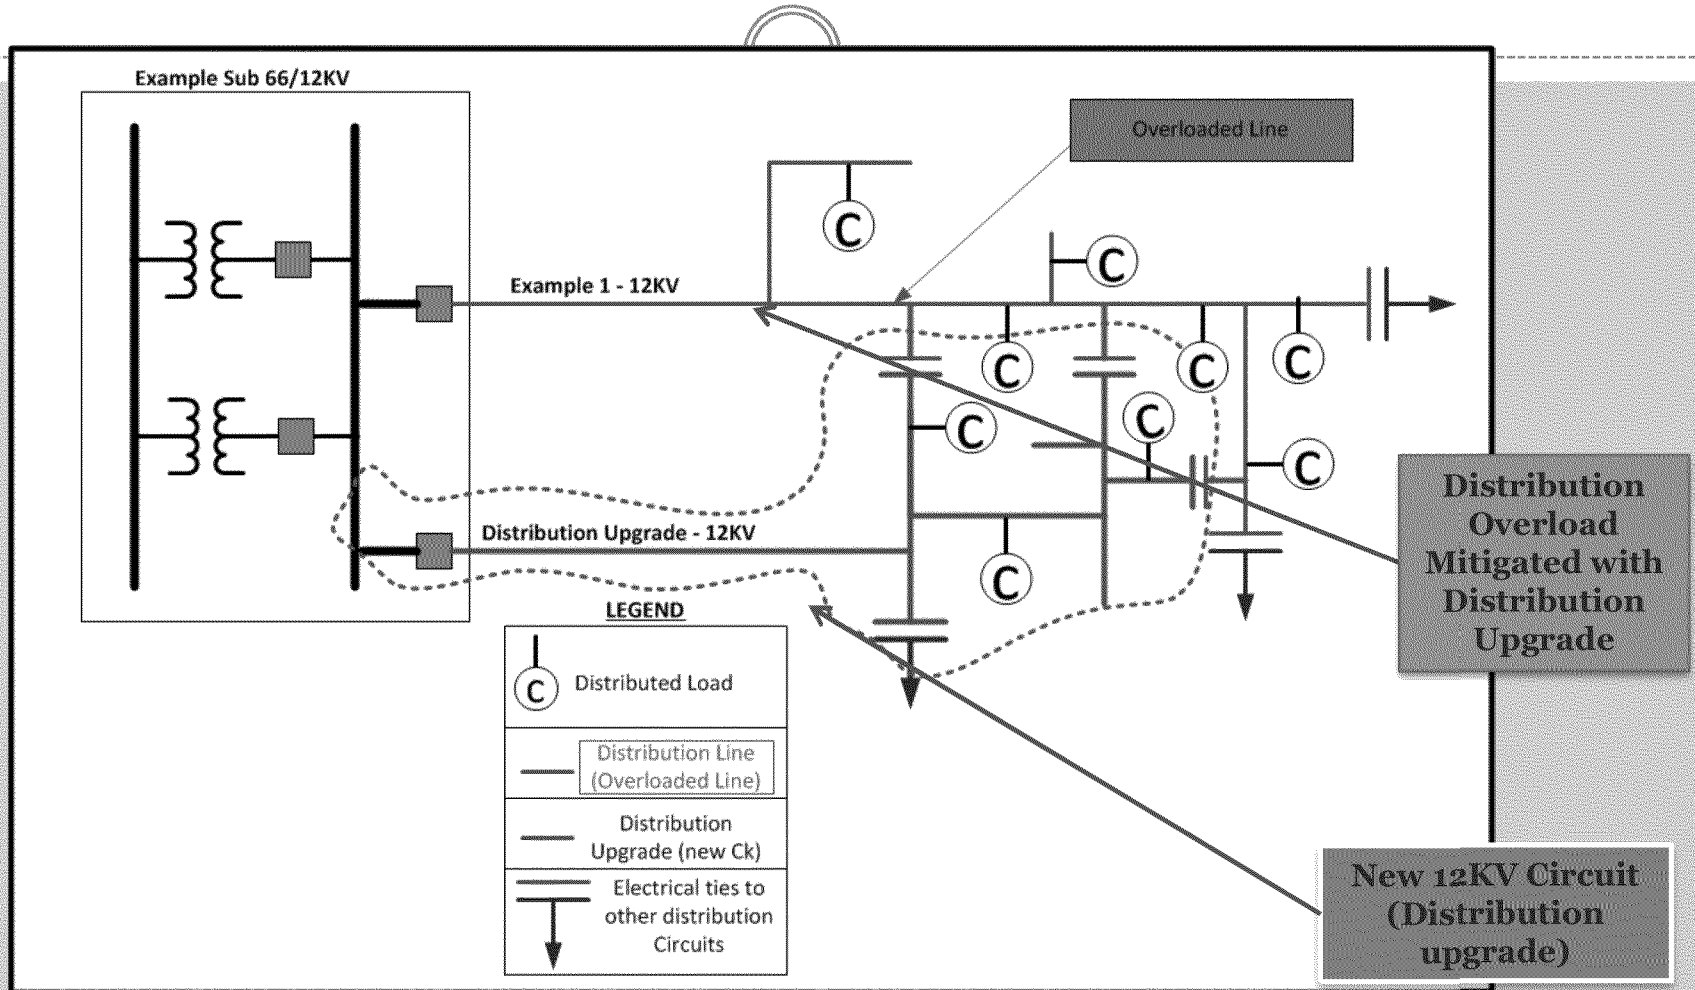 Example Sub 66/12KV
Overloaded Line
C
C
Example 1 - 12KV
C
C
C
C
C
C
C
Distribution
Overload
Mitigated with
Distribution
Upgrade
Distribution Upgrade - 12KV
C
LEGEND
C
Distributed Load
Distribution Line
(Overloaded Line)
Distribution
Upgrade (new Ck)
Electrical ties to
other distribution
Circuits
New 12KV Circuit
(Distribution
upgrade)